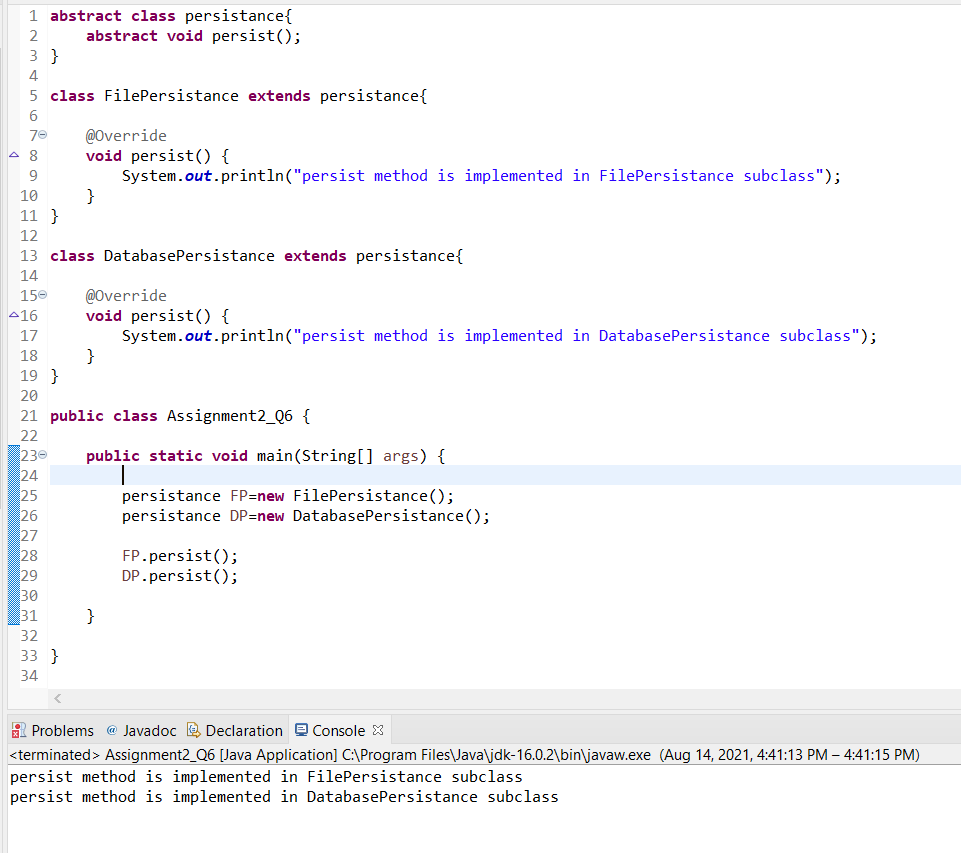 1 abstract class persistance{
2     abstract void persist();
3 }
4
5 class FilePersistance extends persistance{
6
7     @Override
8     void persist() {
9         System.out.println("persist method is implemented in FilePersistance subclass");
10     }
11 }
12
13 class DatabasePersistance extends persistance{
14
15     @Override
16     void persist() {
17         System.out.println("persist method is implemented in DatabasePersistance subclass");
18     }
19 }
20
21 public class Assignment2_Q6 {
22
23     public static void main(String[] args) {
24
25         persistance FP=new FilePersistance();
26         persistance DP=new DatabasePersistance();
27
28         FP.persist();
29         DP.persist();
30
31     }
32
33 }
34
Problems @ Javadoc Declaration Console
<terminated> Assignment2_Q6 [Java Application] C:\Program Files\Java\jdk-16.0.2\bin\javaw.exe (Aug 14, 2021, 4:41:13 PM – 4:41:15 PM)
persist method is implemented in FilePersistance subclass
persist method is implemented in DatabasePersistance subclass